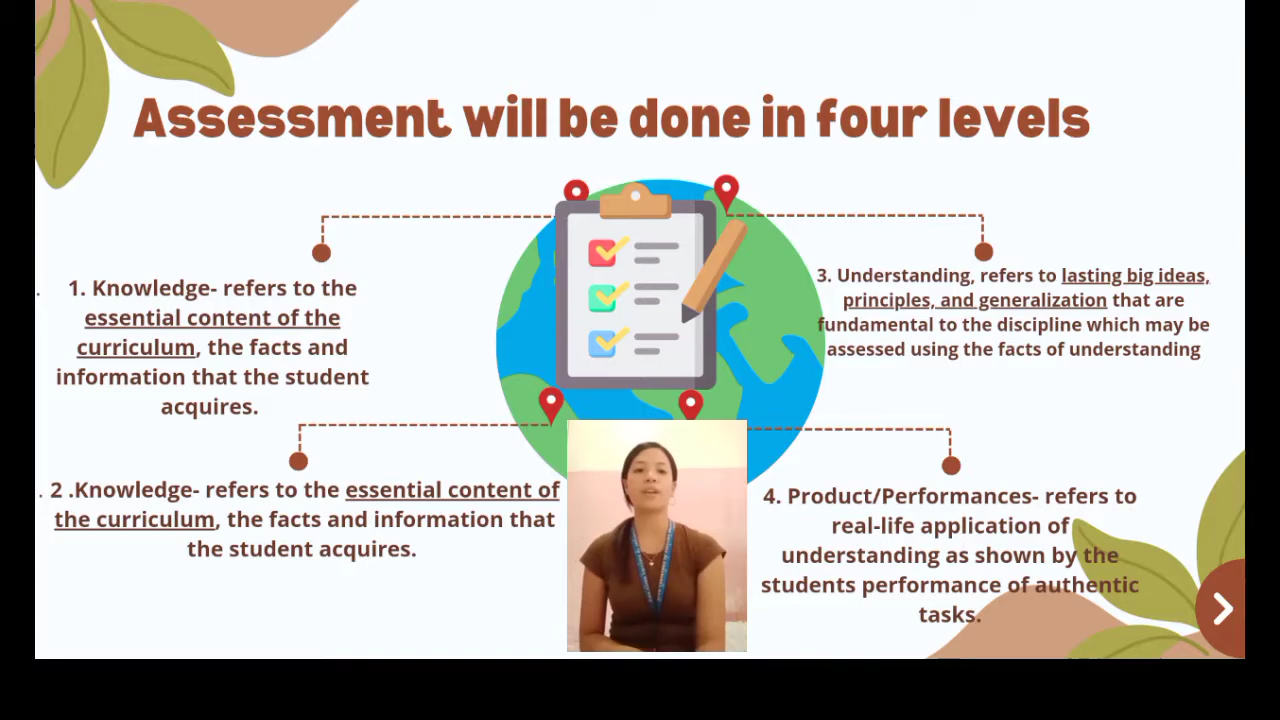 Assessment will be done in four levels
1. Knowledge- refers to the
essential content of the
curriculum, the facts and
information that the student
acquires.
2 .Knowledge- refers to the essential content of
the curriculum, the facts and information that
the student acquires.
3. Understanding, refers to lasting big ideas,
principles, and generalization that are
fundamental to the discipline which may be
assessed using the facts of understanding
4. Product/Performances- refers to
real-life application of
understanding as shown by the
students performance of authentic
tasks.